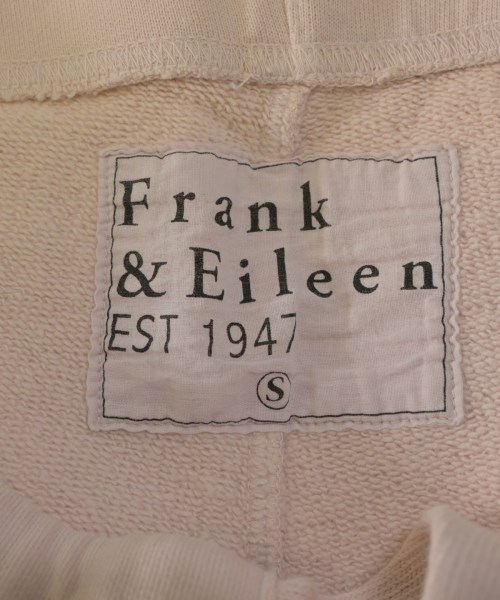 Frank
& Eileen
EST 1947
S